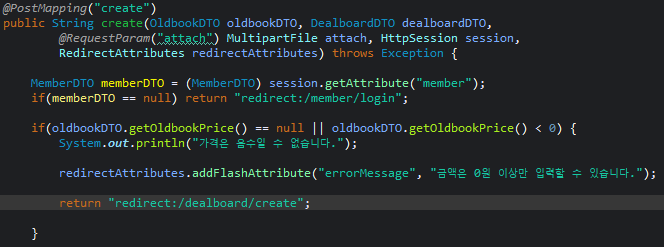 @PostMapping("create")
public String create(OldbookDTO oldbookDTO, DealboardDTO dealboardDTO,
@RequestParam("attach") MultipartFile attach, HttpSession session,
RedirectAttributes redirectAttributes) throws Exception {
MemberDTO memberDTO = (MemberDTO) session.getAttribute("member");
if(memberDTO == null) return "redirect:/member/login";
if(oldbookDTO.getOldbookPrice() == null || oldbookDTO.getOldbookPrice() < 0) {
System.out.println("가격은 음수일 수 없습니다.");
redirectAttributes.addFlashAttribute("errorMessage", "금액은 0원 이상만 입력할 수 있습니다.");
return "redirect:/dealboard/create";
}